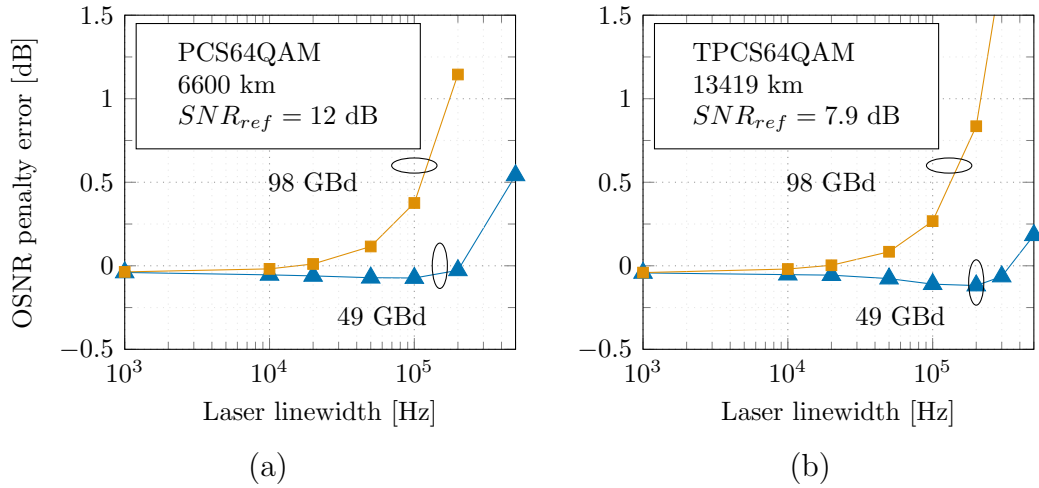 OSNR penalty error [dB]
1.5
1
0.5
0
−0.5
PCS64QAM
6600 km
SNR_ref = 12 dB
98 GBd
49 GBd
10^3
10^4
10^5
Laser linewidth [Hz]
(a)
1.5
1
0.5
0
−0.5
TPCS64QAM
13419 km
SNR_ref = 7.9 dB
98 GBd
49 GBd
10^3
10^4
10^5
Laser linewidth [Hz]
(b)